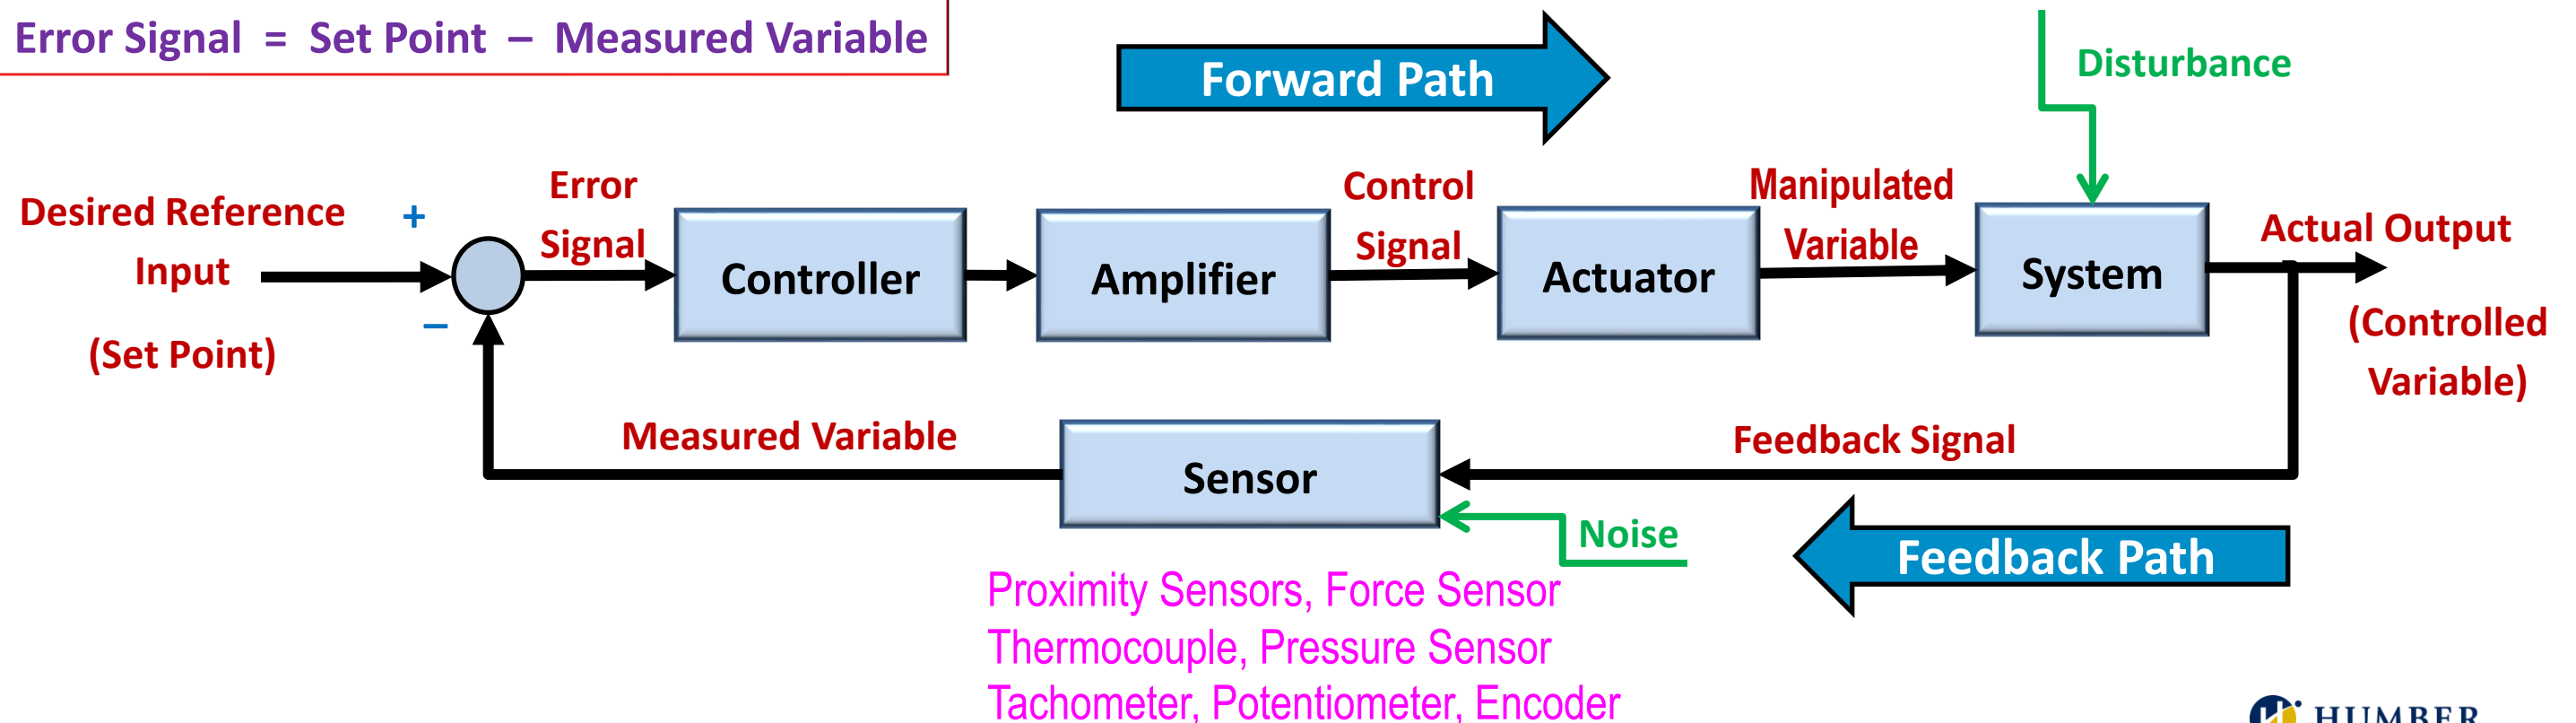 Error Signal = Set Point – Measured Variable
Forward Path
Disturbance
Desired Reference
Input
(Set Point)
+
–
Error
Signal
Controller
Amplifier
Control
Signal
Actuator
Manipulated
Variable
System
Actual Output
(Controlled
Variable)
Measured Variable
Sensor
Feedback Signal
Noise
Feedback Path
Proximity Sensors, Force Sensor
Thermocouple, Pressure Sensor
Tachometer, Potentiometer, Encoder
HUMBER